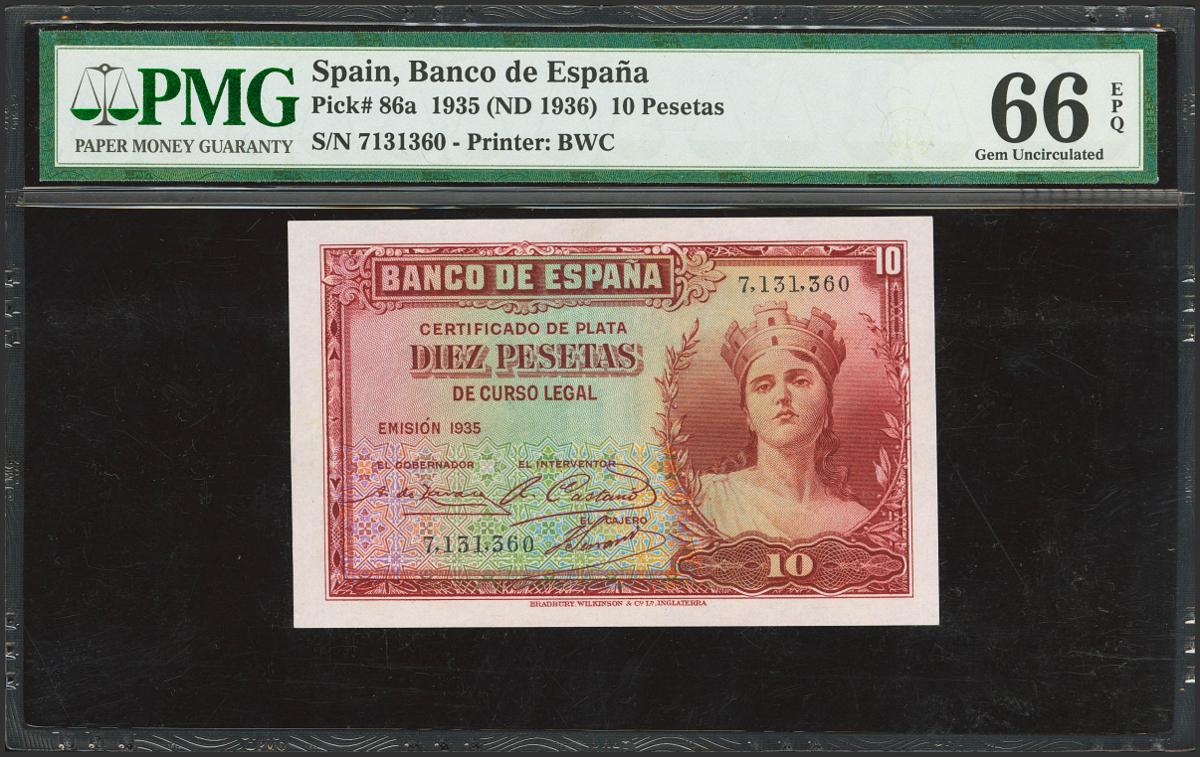 PMG
PAPER MONEY GUARANTY
Spain, Banco de España
Pick# 86a 1935 (ND 1936) 10 Pesetas
S/N 7131360 - Printer: BWC
66
EPQ
Gem Uncirculated
BANCO DE ESPAÑA
10
7,131,360
CERTIFICADO DE PLATA
DIEZ PESETAS
DE CURSO LEGAL
EMISIÓN 1935
EL GOBERNADOR EL INTERVENTOR
EL CAJERO
7,131,360
10
BRADBURY, WILKINSON & Cº Lº, INGLATERRA